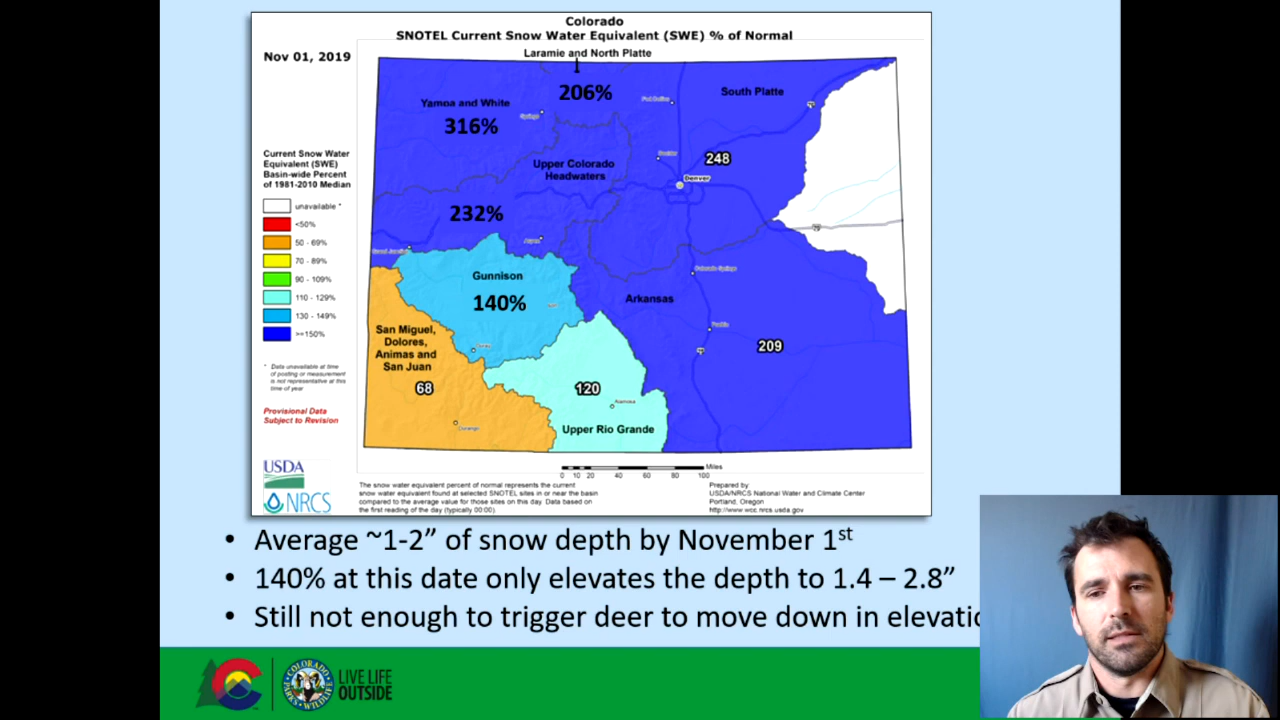 Colorado
SNOTEL Current Snow Water Equivalent (SWE) % of Normal
Nov 01, 2019
Laramie and North Platte
206%
Yampa and White
316%
South Platte
248
Upper Colorado
Headwaters
Denver
232%
Gunnison
140%
Colorado Springs
Arkansas
Pueblo
209
San Miguel,
Dolores,
Animas and
San Juan
68
Durango
120
Alamosa
Upper Rio Grande
Current Snow Water
Equivalent (SWE)
Basin-wide Percent
of 1981-2010 Median
unavailable *
<50%
50 - 69%
70 - 89%
90 - 109%
110 - 129%
130 - 149%
>=150%
* Data unavailable at time
of posting or measurement
is not representative at this
time of year
Provisional Data
Subject to Revision
USDA
NRCS
Miles
0 10 20 40 60 80 100
The snow water equivalent percent of normal represents the current
snow water equivalent found at selected SNOTEL sites in or near the basin
compared to the average value for those sites on this day. Data based on
the first reading of the day (typically 00:00).
Prepared by
USDA/NRCS National Water and Climate Center
Portland, Oregon
http://www.wcc.nrcs.usda.gov
• Average ~1-2” of snow depth by November 1st
• 140% at this date only elevates the depth to 1.4 – 2.8”
• Still not enough to trigger deer to move down in elevatio
COLORADO
PARKS WILDLIFE
LIVE LIFE
OUTSIDE